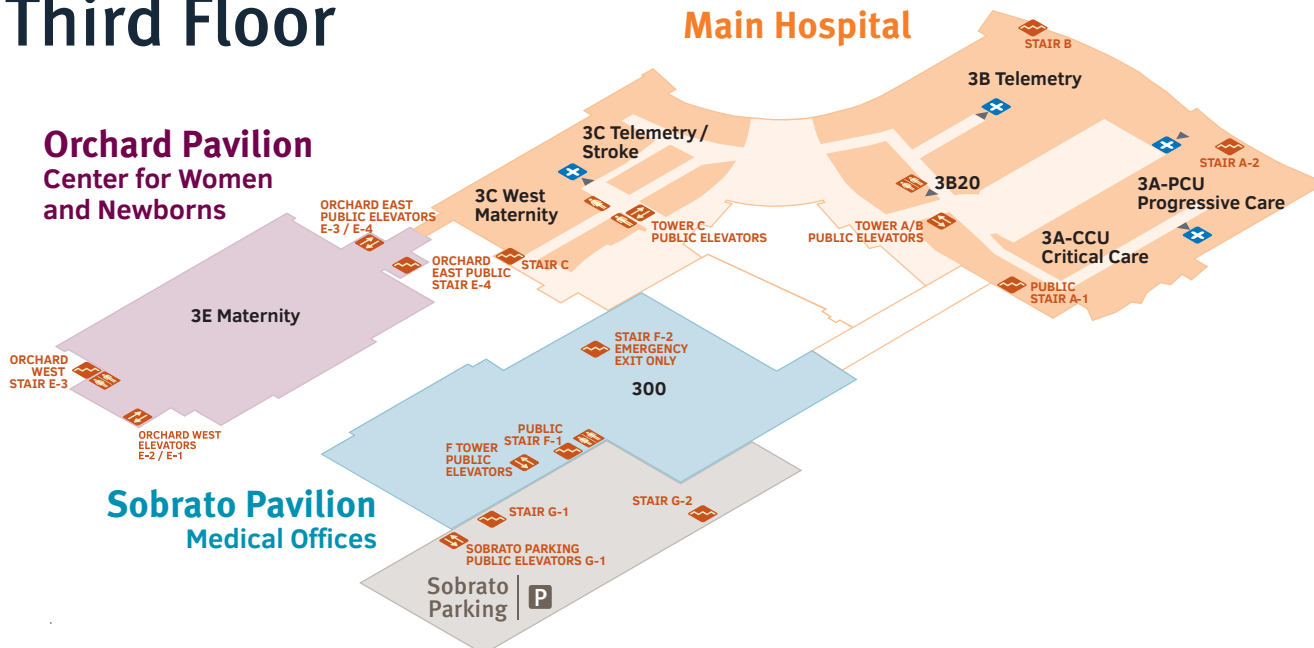 Third Floor
Main Hospital
STAIR B
3B Telemetry
Orchard Pavilion
Center for Women
and Newborns
3C Telemetry /
Stroke
STAIR A-2
3A-PCU
Progressive Care
3B20
3C West
Maternity
ORCHARD EAST
PUBLIC ELEVATORS
E-3 / E-4
TOWER C
PUBLIC ELEVATORS
TOWER A/B
PUBLIC ELEVATORS
3A-CCU
Critical Care
ORCHARD
EAST PUBLIC
STAIR E-4
STAIR C
PUBLIC
STAIR A-1
3E Maternity
STAIR F-2
EMERGENCY
EXIT ONLY
300
ORCHARD
WEST
STAIR E-3
ORCHARD WEST
ELEVATORS
E-2 / E-1
PUBLIC
STAIR F-1
F TOWER
PUBLIC
ELEVATORS
Sobrato Pavilion
Medical Offices
STAIR G-1
STAIR G-2
SOBRATO PARKING
PUBLIC ELEVATORS G-1
Sobrato
Parking
P